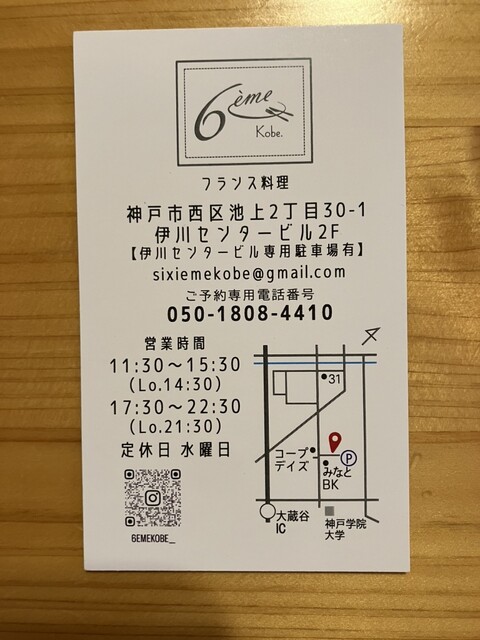 6ème
Kobe.
フランス料理
神戸市西区池上2丁目30-1
伊川センタービル2F
【伊川センタービル専用駐車場有】
sixiemekobe@gmail.com
ご予約専用電話番号
050-1808-4410
営業時間
11:30〜15:30
(Lo.14:30)
17:30〜22:30
(Lo.21:30)
定休日 水曜日
6EMEKOBE_
31
コープ
デイズ
P
みなと
BK
大蔵谷
IC
神戸学院
大学